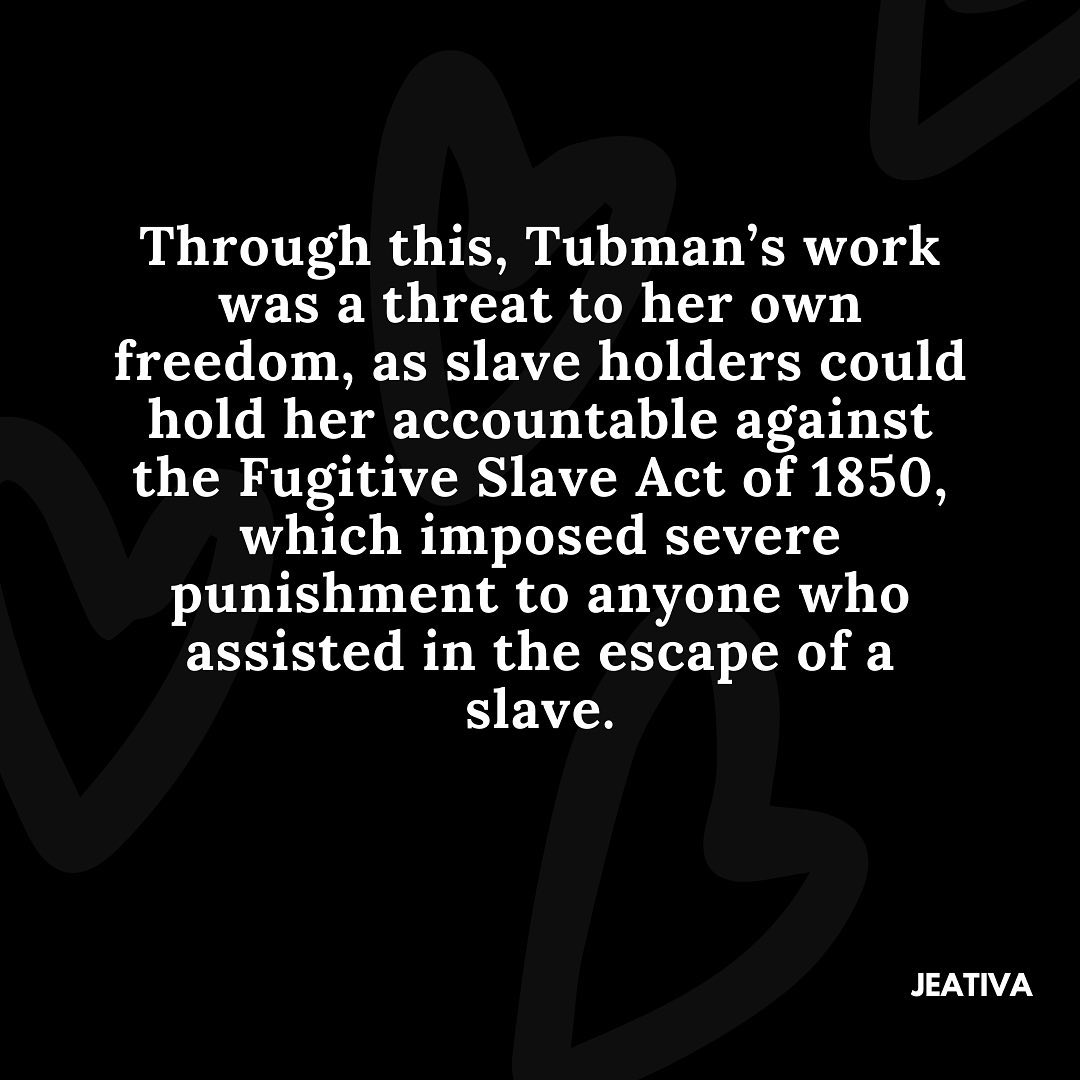 Through this, Tubman’s work
was a threat to her own
freedom, as slave holders could
hold her accountable against
the Fugitive Slave Act of 1850,
which imposed severe
punishment to anyone who
assisted in the escape of a
slave.
JEATIVA